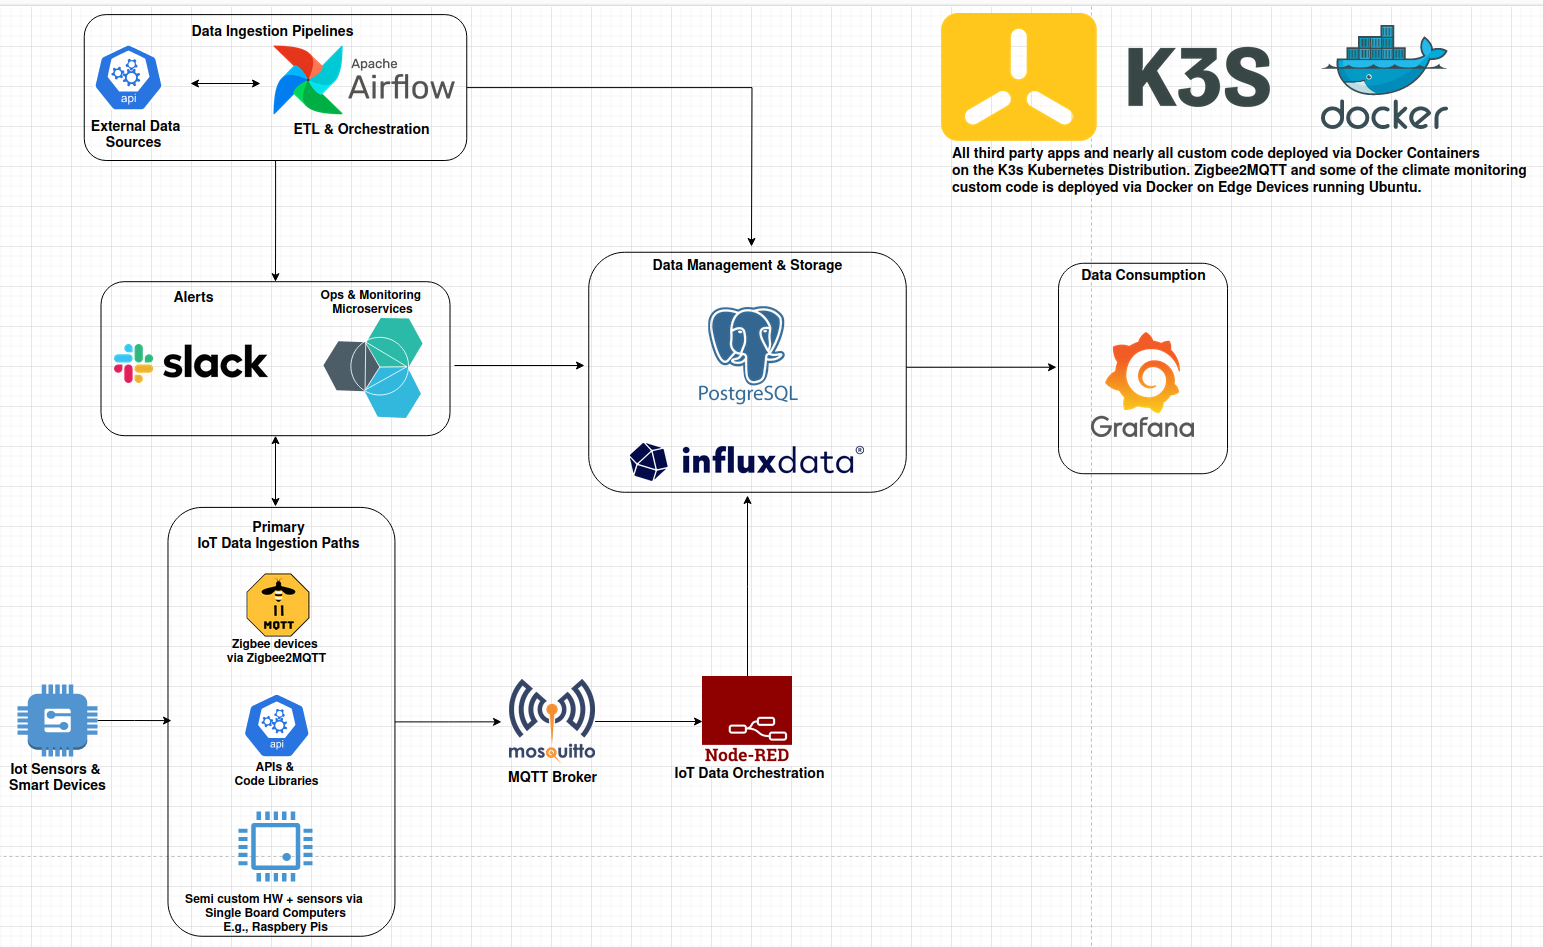 Data Ingestion Pipelines
api
Apache
Airflow
External Data
Sources
ETL & Orchestration
K3S
docker
All third party apps and nearly all custom code deployed via Docker Containers
on the K3s Kubernetes Distribution. Zigbee2MQTT and some of the climate monitoring
custom code is deployed via Docker on Edge Devices running Ubuntu.
Alerts
Ops & Monitoring
Microservices
slack
Data Management & Storage
PostgreSQL
influxdata®
Data Consumption
Grafana
Primary
IoT Data Ingestion Paths
MQTT
Zigbee devices
via Zigbee2MQTT
api
APIs &
Code Libraries
Semi custom HW + sensors via
Single Board Computers
E.g., Raspbery Pis
Iot Sensors &
Smart Devices
mosquitto
MQTT Broker
Node-RED
IoT Data Orchestration